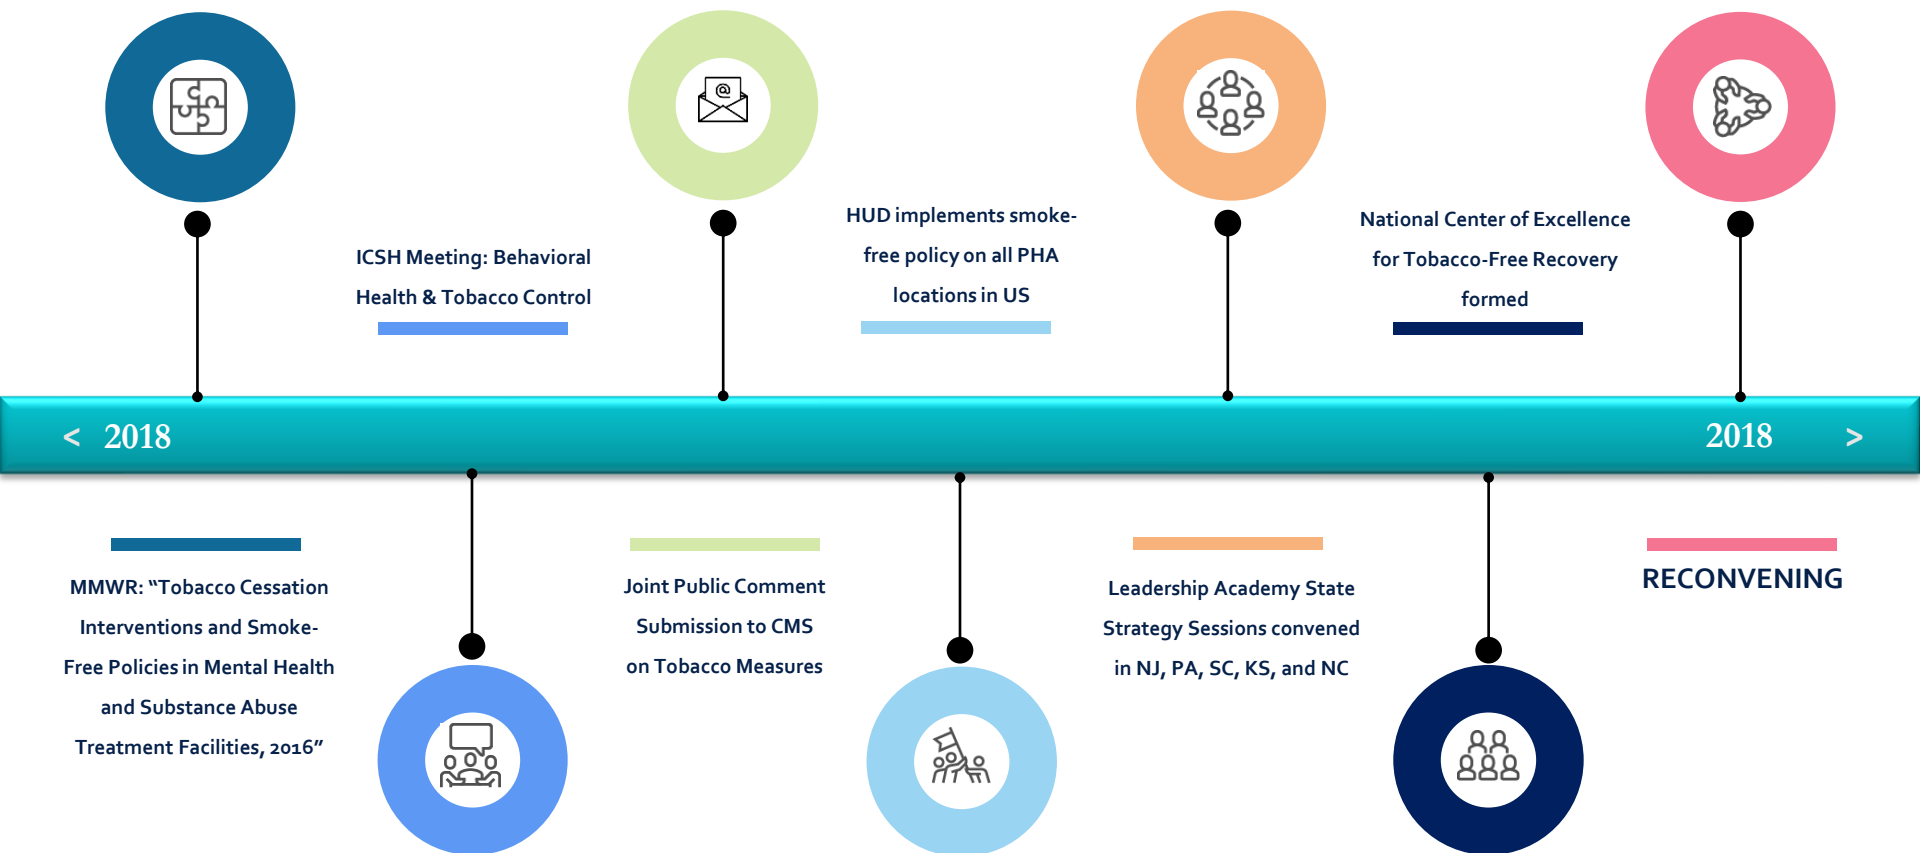 ICSH Meeting: Behavioral
Health & Tobacco Control
HUD implements smoke-
free policy on all PHA
locations in US
National Center of Excellence
for Tobacco-Free Recovery
formed
< 2018
2018 >
MMWR: “Tobacco Cessation
Interventions and Smoke-
Free Policies in Mental Health
and Substance Abuse
Treatment Facilities, 2016”
Joint Public Comment
Submission to CMS
on Tobacco Measures
Leadership Academy State
Strategy Sessions convened
in NJ, PA, SC, KS, and NC
RECONVENING